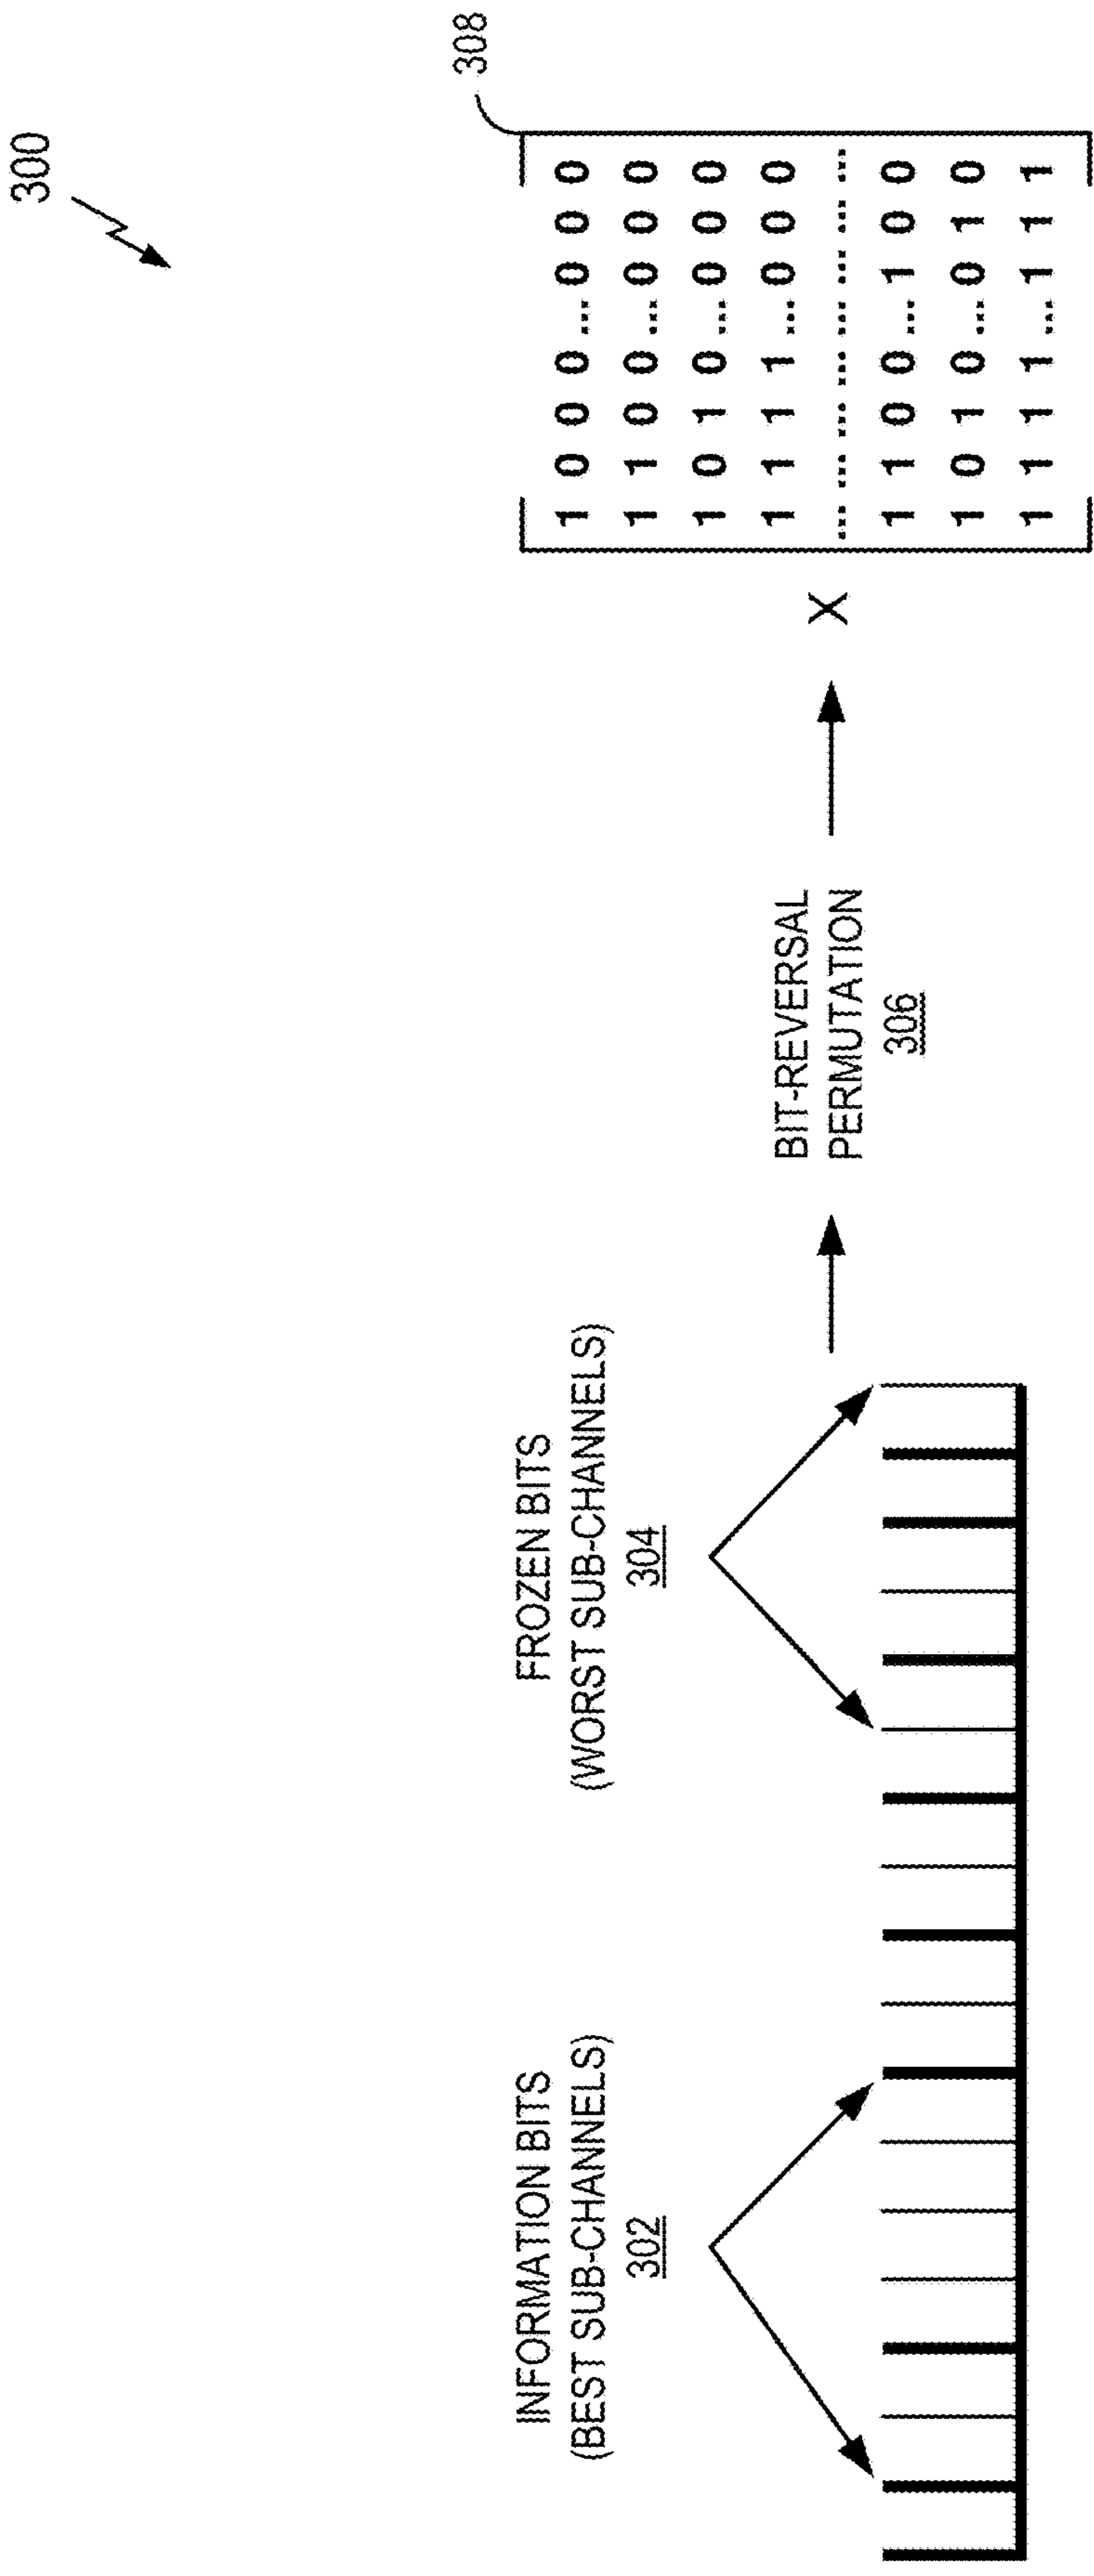 300
308
INFORMATION BITS
(BEST SUB-CHANNELS)
302
FROZEN BITS
(WORST SUB-CHANNELS)
304
BIT-REVERSAL
PERMUTATION
306
X
1 0 0 0 ... 0 0 0
1 1 0 0 ... 0 0 0
1 0 1 0 ... 0 0 0
1 1 1 1 ... 0 0 0
... ... ... ... ... ... ... ...
1 1 0 0 ... 1 0 0
1 0 1 0 ... 0 1 0
1 1 1 1 ... 1 1 1